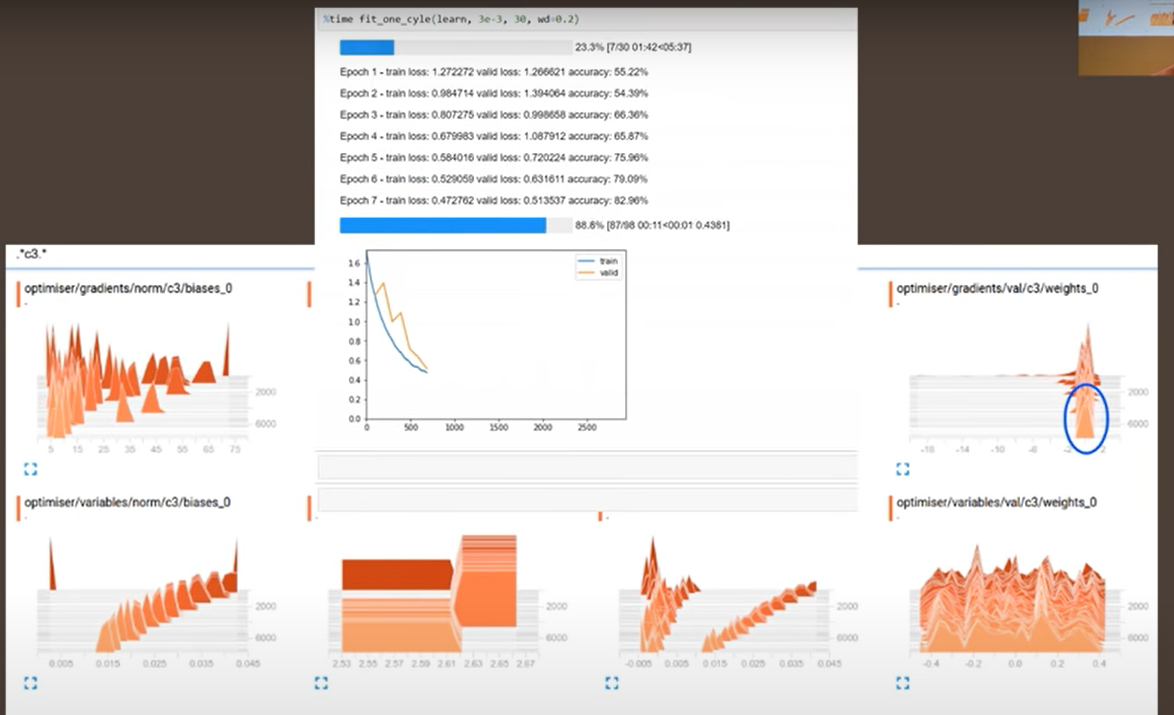 %time fit_one_cyle(learn, 3e-3, 30, wd=0.2)
23.3% [7/30 01:42<05:37]
Epoch 1 - train loss: 1.272272 valid loss: 1.266621 accuracy: 55.22%
Epoch 2 - train loss: 0.984714 valid loss: 1.394064 accuracy: 54.39%
Epoch 3 - train loss: 0.807275 valid loss: 0.998658 accuracy: 66.36%
Epoch 4 - train loss: 0.679983 valid loss: 1.087912 accuracy: 65.87%
Epoch 5 - train loss: 0.584016 valid loss: 0.720224 accuracy: 75.96%
Epoch 6 - train loss: 0.529059 valid loss: 0.631611 accuracy: 79.09%
Epoch 7 - train loss: 0.472762 valid loss: 0.513537 accuracy: 82.96%
88.8% [87/98 00:11<00:01 0.4381]
.*c3.*
train
valid
1.6
1.4
1.2
1.0
0.8
0.6
0.4
0.2
0.0
0 500 1000 1500 2000 2500
optimiser/gradients/norm/c3/biases_0
2000
6000
5 15 25 35 45 55 65 75
optimiser/gradients/val/c3/weights_0
2000
6000
-18 -14 -10 -6 2
optimiser/variables/norm/c3/biases_0
2000
6000
0.005 0.015 0.025 0.035 0.045
2000
6000
2.53 2.55 2.57 2.59 2.61 2.63 2.65 2.67
2000
6000
-0.005 0.005 0.015 0.025 0.035 0.045
optimiser/variables/val/c3/weights_0
2000
6000
-0.4 -0.2 0.0 0.2 0.4